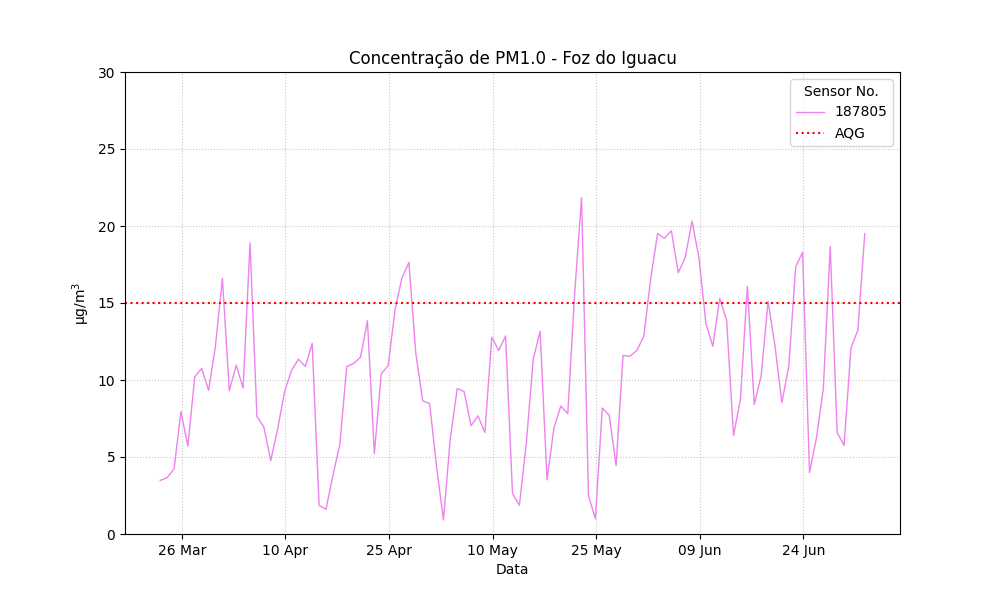 Concentração de PM1.0 - Foz do Iguacu
30
25
20
15
10
5
0
µg/m³
Sensor No.
187805
AQG
26 Mar
10 Apr
25 Apr
10 May
25 May
09 Jun
24 Jun
Data